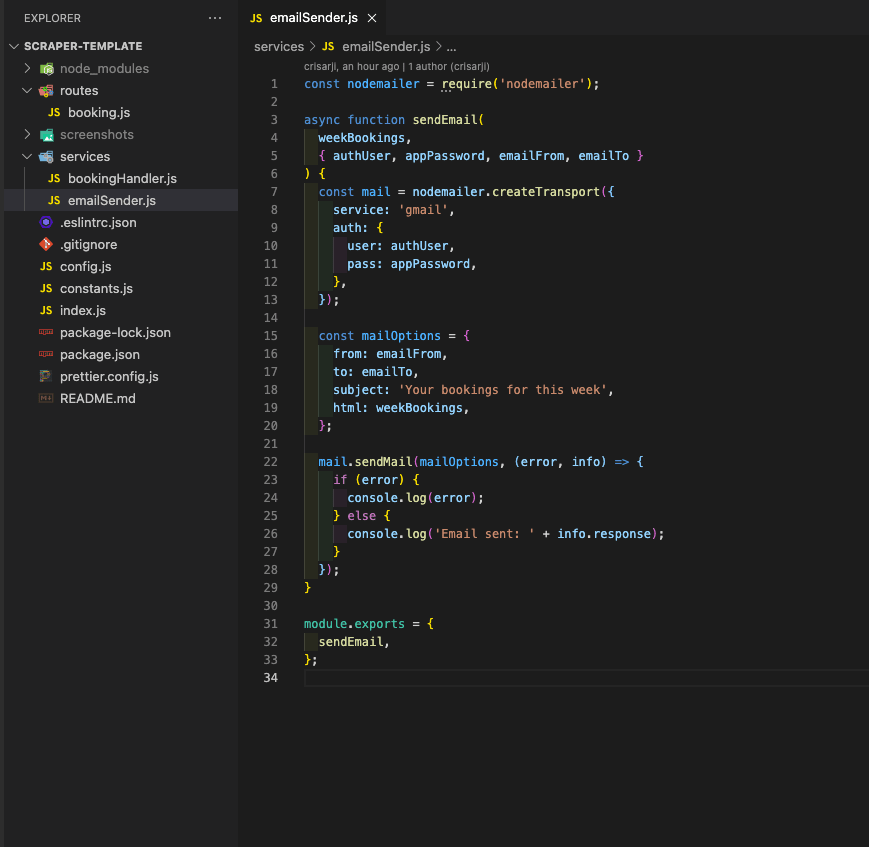 EXPLORER
SCRAPER-TEMPLATE
node_modules
routes
JS booking.js
screenshots
services
JS bookingHandler.js
JS emailSender.js
.eslintrc.json
.gitignore
JS config.js
JS constants.js
JS index.js
package-lock.json
package.json
prettier.config.js
README.md
JS emailSender.js
services > JS emailSender.js > ...
crisarji, an hour ago | 1 author (crisarji)
1 const nodemailer = require('nodemailer');
2
3 async function sendEmail(
4   weekBookings,
5   { authUser, appPassword, emailFrom, emailTo }
6 ) {
7   const mail = nodemailer.createTransport({
8     service: 'gmail',
9     auth: {
10       user: authUser,
11       pass: appPassword,
12     },
13   });
14
15   const mailOptions = {
16     from: emailFrom,
17     to: emailTo,
18     subject: 'Your bookings for this week',
19     html: weekBookings,
20   };
21
22   mail.sendMail(mailOptions, (error, info) => {
23     if (error) {
24       console.log(error);
25     } else {
26       console.log('Email sent: ' + info.response);
27     }
28   });
29 }
30
31 module.exports = {
32   sendEmail,
33 };
34